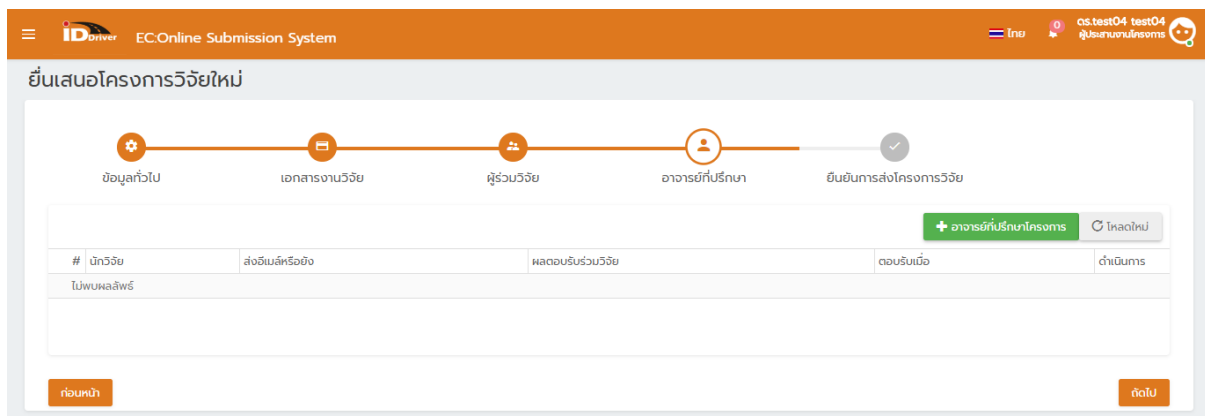 iDDriver EC:Online Submission System ไทย 0 ดร.test04 test04
ผู้ประสานงานโครงการ
ยื่นเสนอโครงการวิจัยใหม่
ข้อมูลทั่วไป เอกสารงานวิจัย ผู้ร่วมวิจัย อาจารย์ที่ปรึกษา ยืนยันการส่งโครงการวิจัย
อาจารย์ที่ปรึกษาโครงการ โหลดใหม่
# นักวิจัย ส่งอีเมล์หรือยัง ผลตอบรับร่วมวิจัย ตอบรับเมื่อ ดำเนินการ
ไม่พบผลลัพธ์
ก่อนหน้า ถัดไป